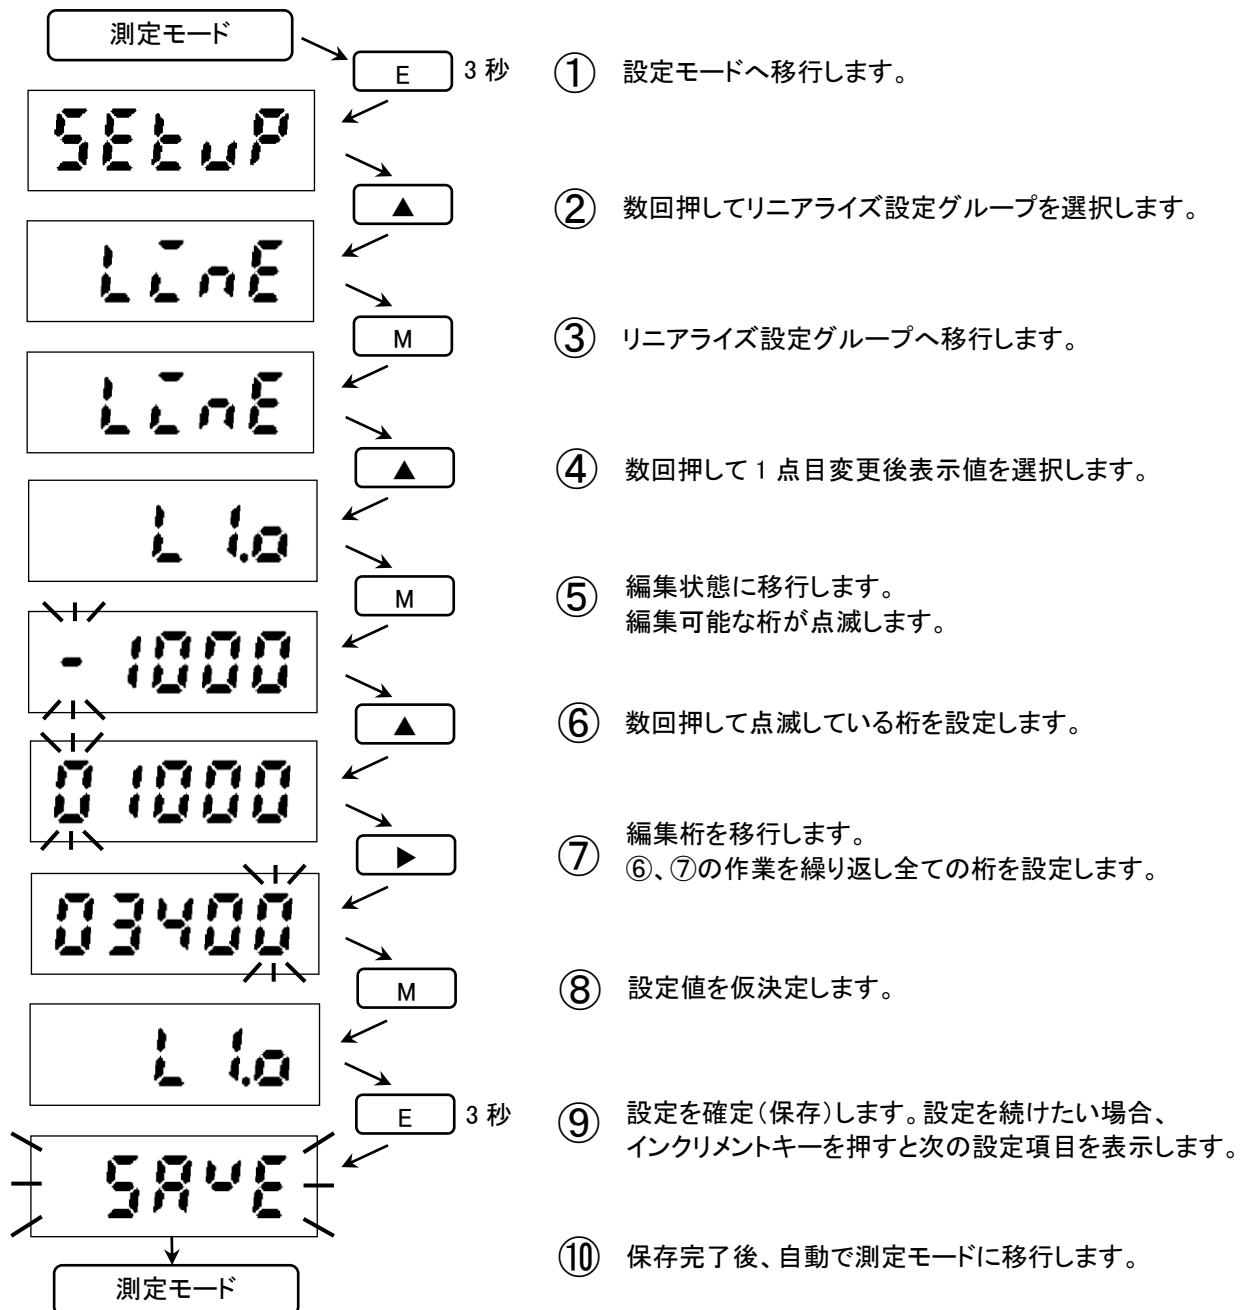 測定モード
E 3 秒 ① 設定モードへ移行します。
SEtuP
▲ ② 数回押してリニアライズ設定グループを選択します。
LinE
M ③ リニアライズ設定グループへ移行します。
LinE
▲ ④ 数回押して 1 点目変更後表示値を選択します。
L 1.o
M ⑤ 編集状態に移行します。
編集可能な桁が点滅します。
- 1000
▲ ⑥ 数回押して点滅している桁を設定します。
01000
▶ ⑦ 編集桁を移行します。
⑥、⑦の作業を繰り返し全ての桁を設定します。
03400
M ⑧ 設定値を仮決定します。
L 1.o
E 3 秒 ⑨ 設定を確定(保存)します。設定を続けたい場合、
インクリメントキーを押すと次の設定項目を表示します。
SAvE
⑩ 保存完了後、自動で測定モードに移行します。
測定モード